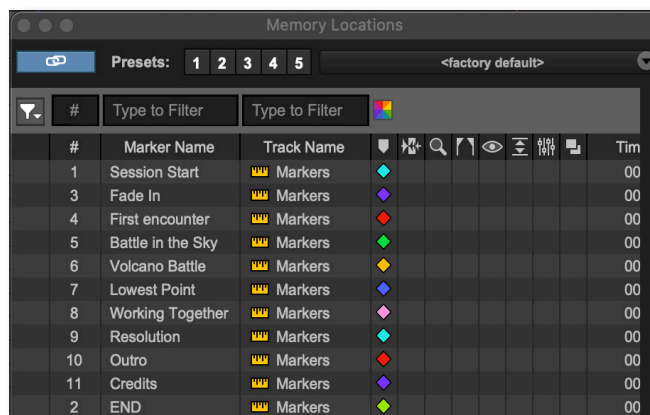 Memory Locations
Presets: 1 2 3 4 5 <factory default>
# Type to Filter Type to Filter
# Marker Name Track Name Tim
1 Session Start Markers 00
3 Fade In Markers 00
4 First encounter Markers 00
5 Battle in the Sky Markers 00
6 Volcano Battle Markers 00
7 Lowest Point Markers 00
8 Working Together Markers 00
9 Resolution Markers 00
10 Outro Markers 00
11 Credits Markers 00
2 END Markers 00